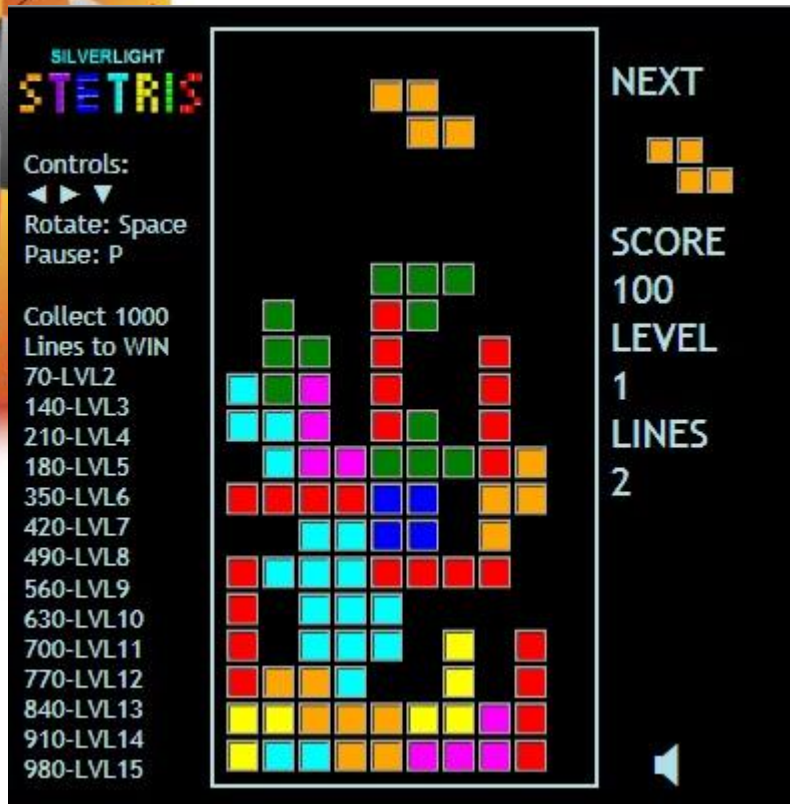 SILVERLIGHT
STETRIS
Controls:
◀ ▶ ▼
Rotate: Space
Pause: P
Collect 1000
Lines to WIN
70-LVL2
140-LVL3
210-LVL4
180-LVL5
350-LVL6
420-LVL7
490-LVL8
560-LVL9
630-LVL10
700-LVL11
770-LVL12
840-LVL13
910-LVL14
980-LVL15
NEXT
SCORE
100
LEVEL
1
LINES
2